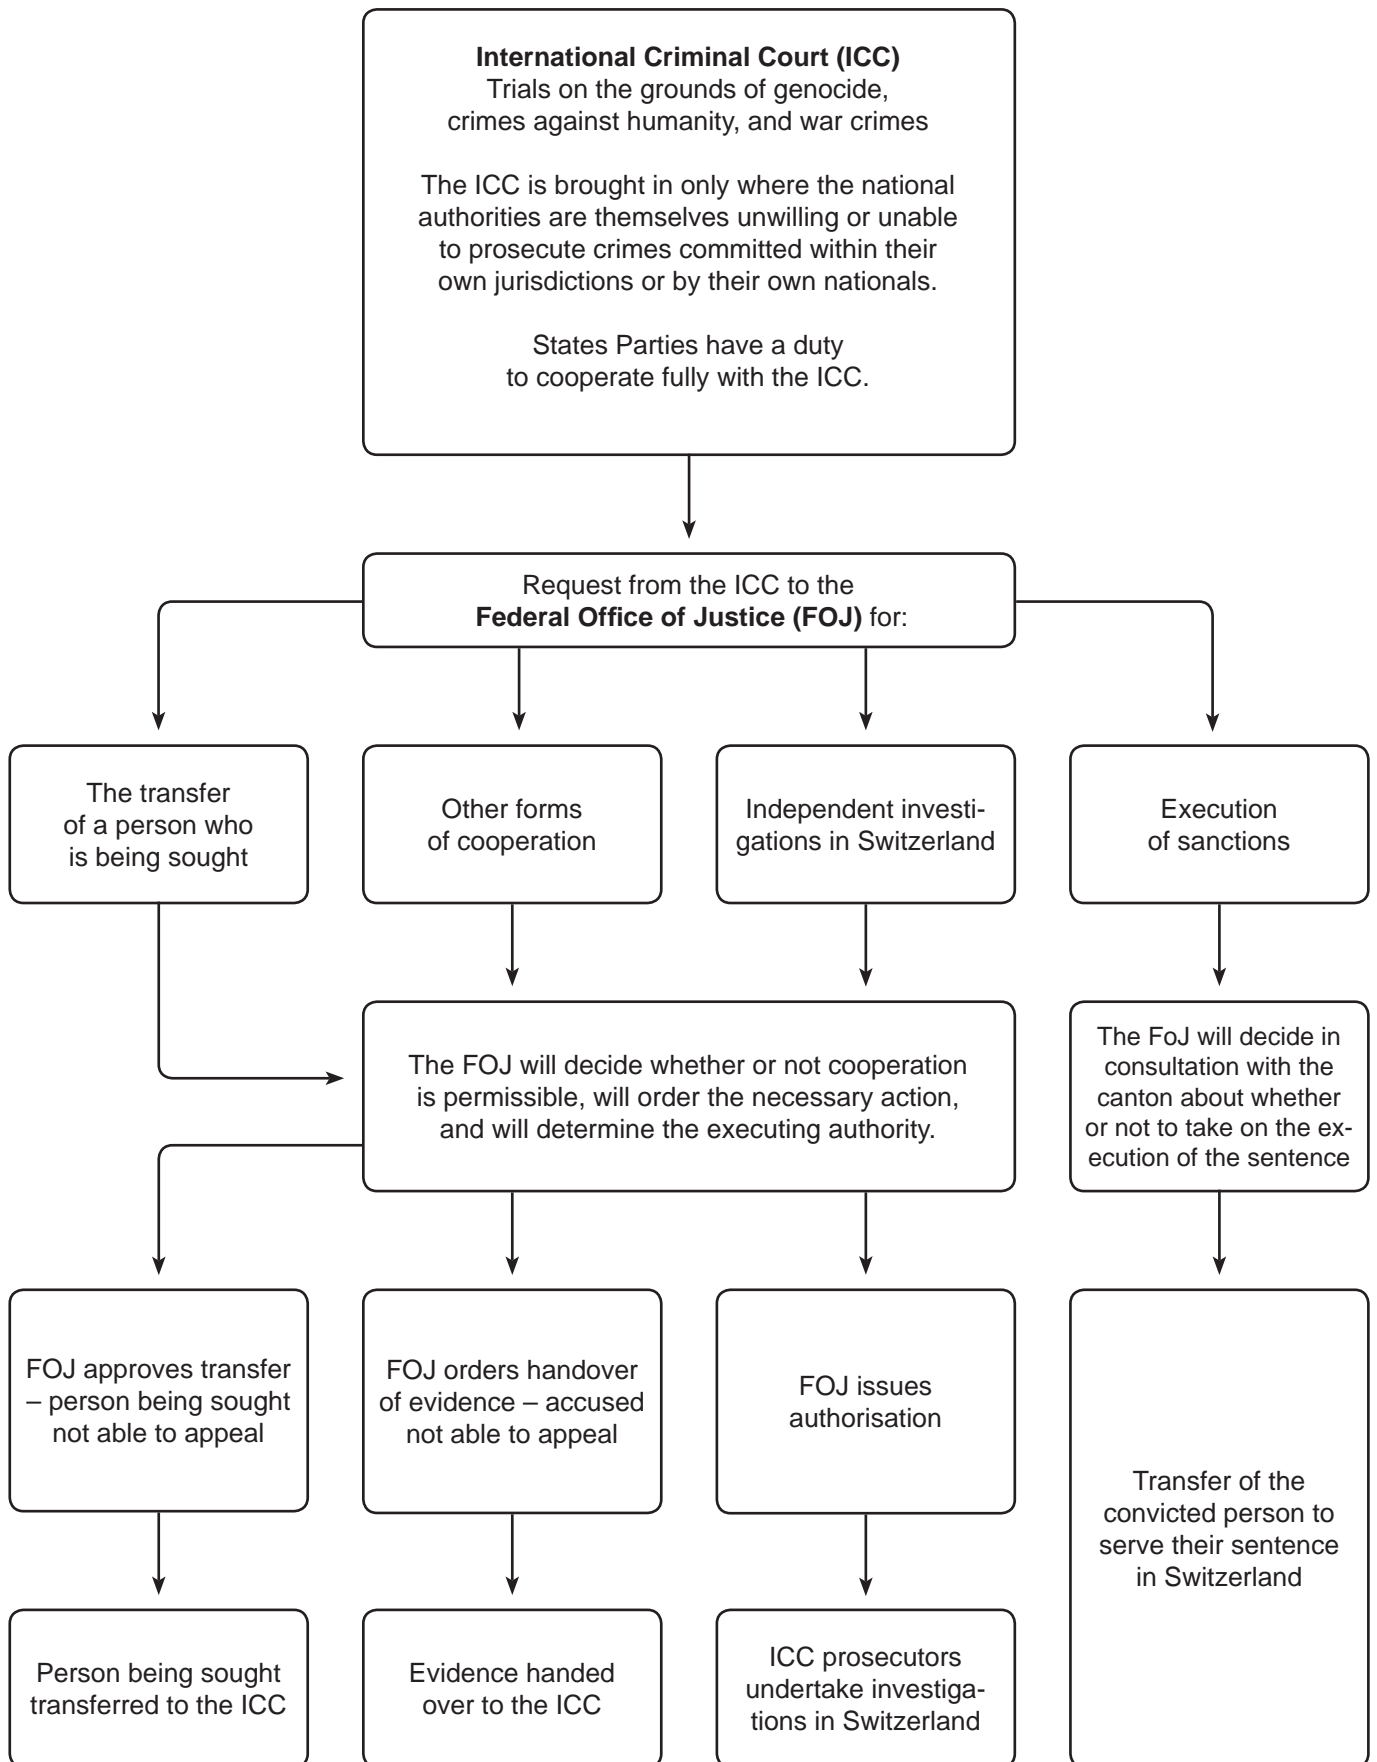 International Criminal Court (ICC)
Trials on the grounds of genocide,
crimes against humanity, and war crimes
The ICC is brought in only where the national
authorities are themselves unwilling or unable
to prosecute crimes committed within their
own jurisdictions or by their own nationals.
States Parties have a duty
to cooperate fully with the ICC.
Request from the ICC to the
Federal Office of Justice (FOJ) for:
The transfer
of a person who
is being sought
Other forms
of cooperation
Independent investi-
gations in Switzerland
Execution
of sanctions
The FOJ will decide whether or not cooperation
is permissible, will order the necessary action,
and will determine the executing authority.
The FoJ will decide in
consultation with the
canton about whether
or not to take on the ex-
ecution of the sentence
FOJ approves transfer
– person being sought
not able to appeal
FOJ orders handover
of evidence – accused
not able to appeal
FOJ issues
authorisation
Transfer of the
convicted person to
serve their sentence
in Switzerland
Person being sought
transferred to the ICC
Evidence handed
over to the ICC
ICC prosecutors
undertake investiga-
tions in Switzerland